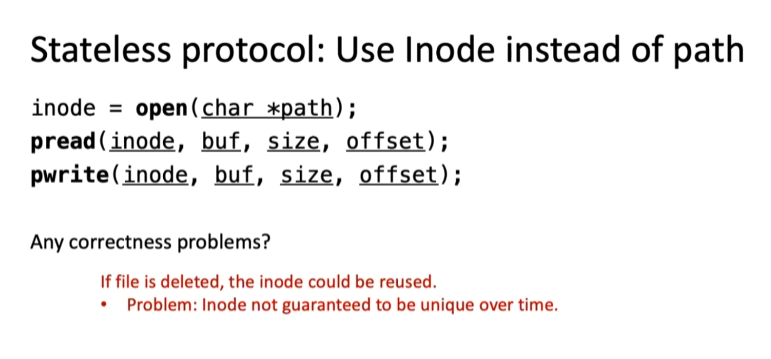 Stateless protocol: Use Inode instead of path
inode = open(char *path);
pread(inode, buf, size, offset);
pwrite(inode, buf, size, offset);
Any correctness problems?
If file is deleted, the inode could be reused.
• Problem: Inode not guaranteed to be unique over time.